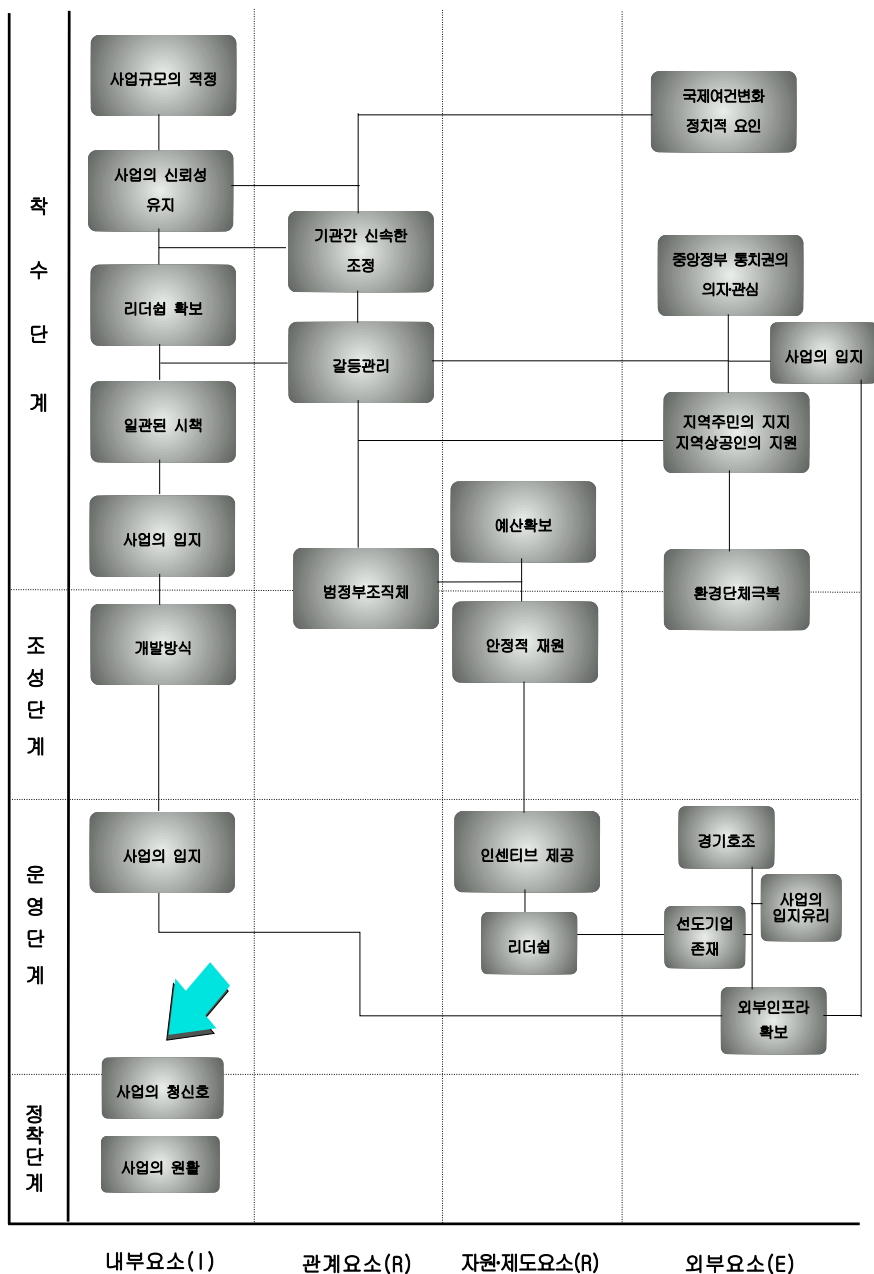 사업규모의 적정
국제여건변화
정치적 요인
사업의 신뢰성
유지
기관간 신속한
조정
중앙정부 통치권의
의지·관심
착
수
단
계
리더쉽 확보
갈등관리
사업의 입지
일관된 시책
지역주민의 지지
지역상공인의 지원
예산확보
사업의 입지
범정부조직체
환경단체극복
조
성
단
계
개발방식
안정적 재원
운
영
단
계
사업의 입지
인센티브 제공
경기호조
사업의
입지유리
선도기업
존재
리더쉽
외부인프라
확보
정
착
단
계
사업의 청신호
사업의 원활
내부요소(I)
관계요소(R)
자원·제도요소(R)
외부요소(E)